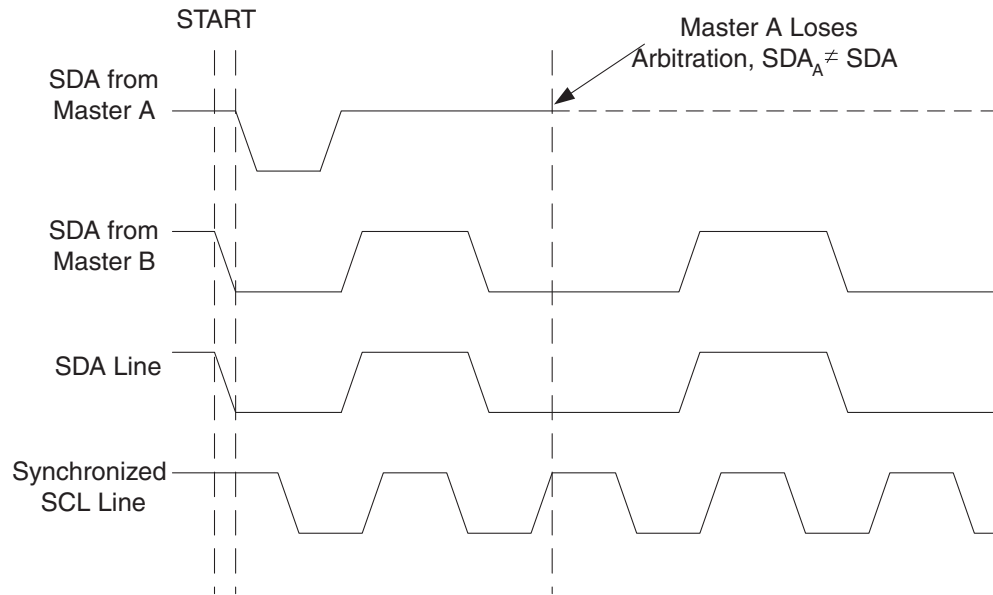 START
Master A Loses
Arbitration, SDA_A ≠ SDA
SDA from
Master A
SDA from
Master B
SDA Line
Synchronized
SCL Line